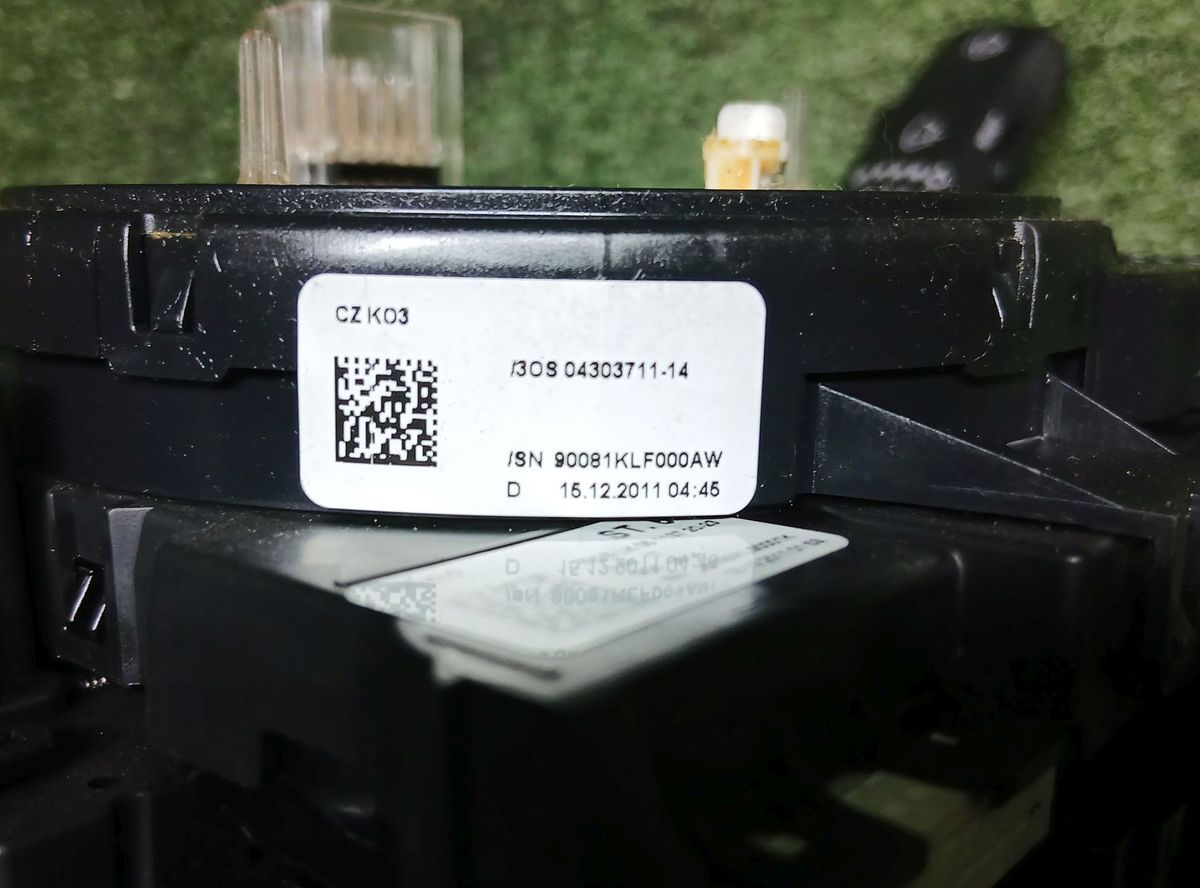 CZ K03
/3OS 04303711-14
/SN 90081KLF000AW
D 15.12.2011 04:45